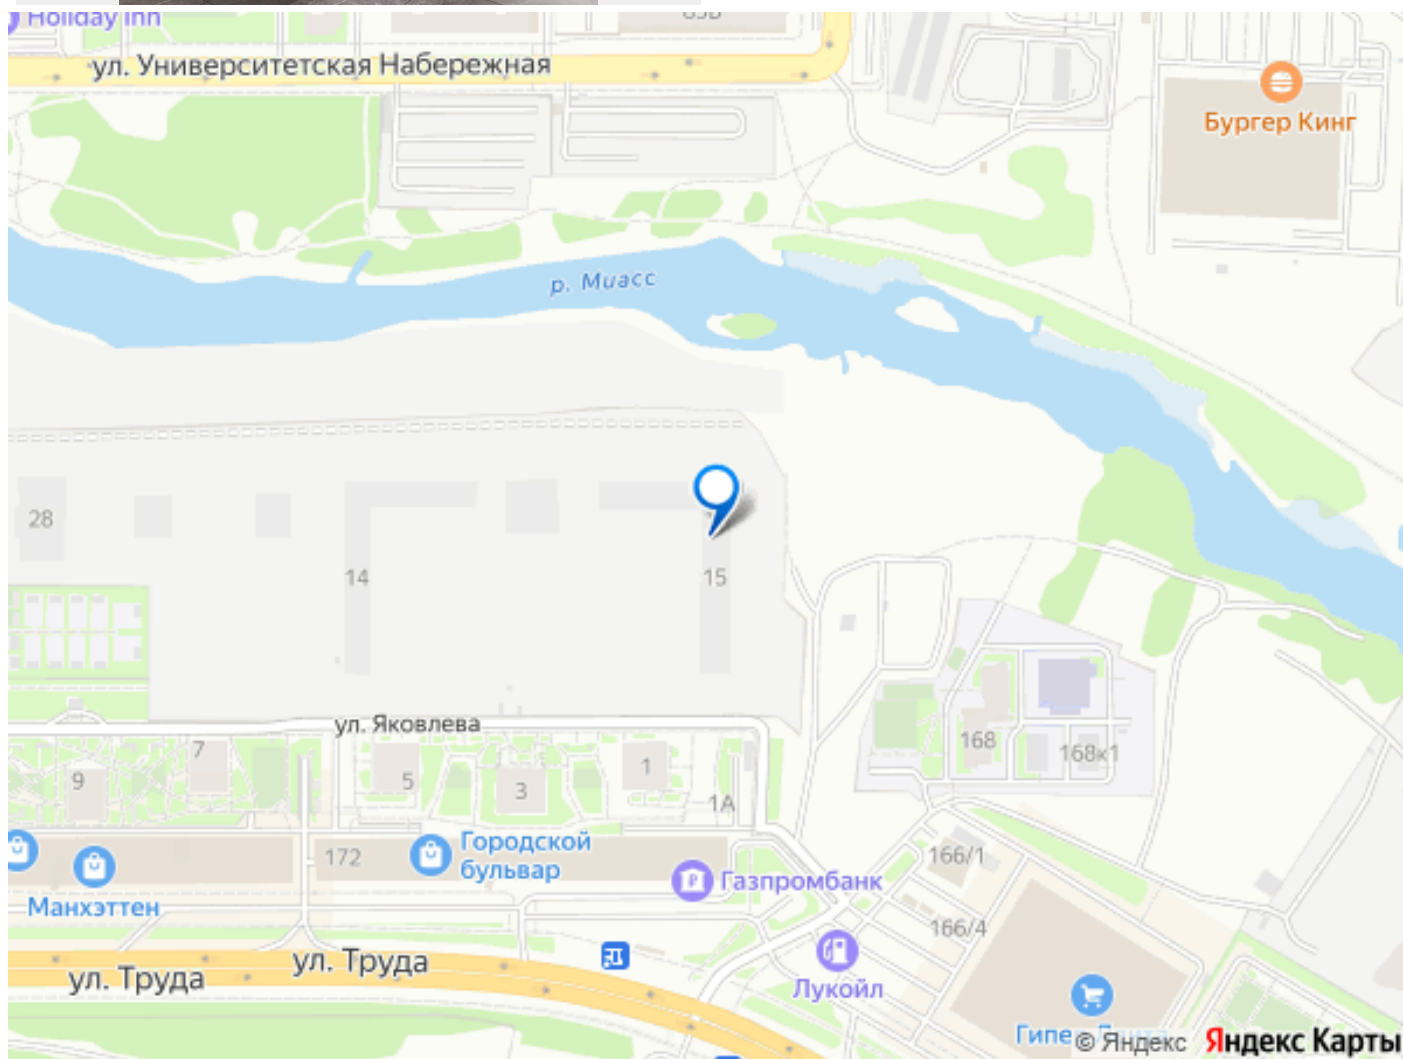 Holiday Inn
ул. Университетская Набережная
Бургер Кинг
р. Миасс
28
14
15
ул. Яковлева
7
9
5
3
1
1А
168
168к1
172
Городской
бульвар
Газпромбанк
166/1
166/4
Манхэттен
ул. Труда
ул. Труда
Лукойл
© Яндекс
Яндекс Карты